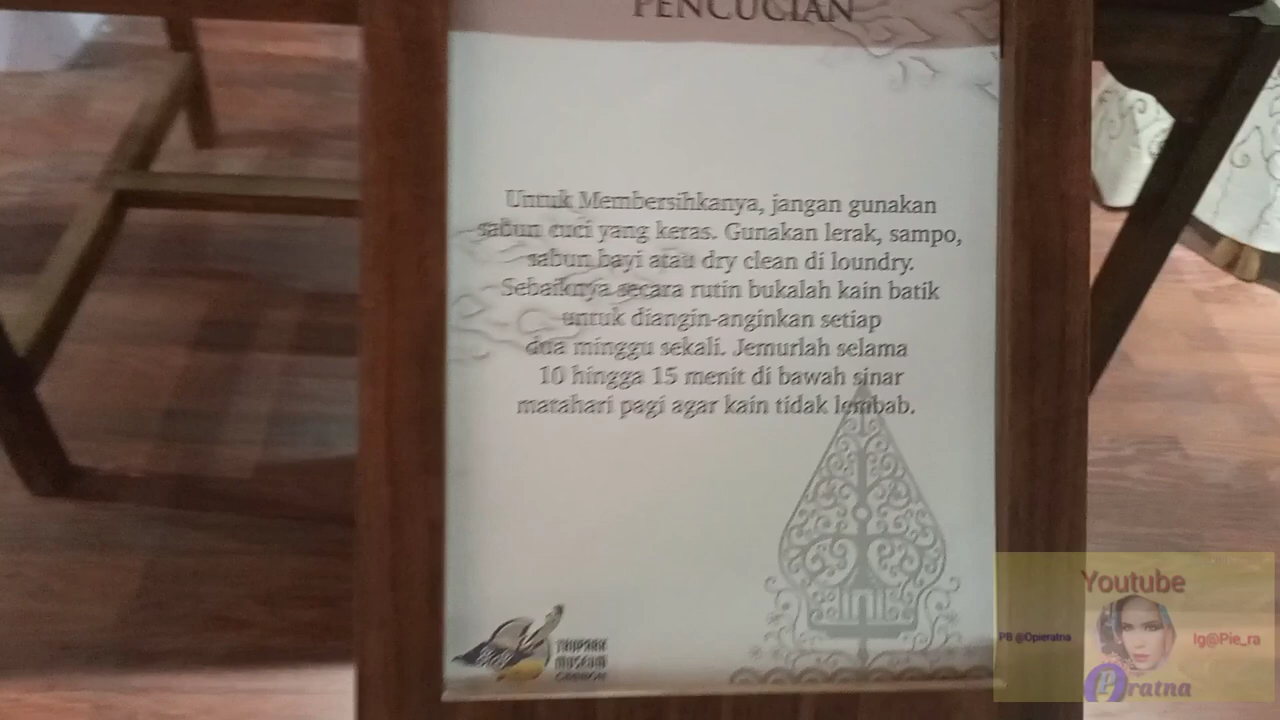 PENCUCIAN
Untuk Membersihkanya, jangan gunakan
sabun cuci yang keras. Gunakan lerak, sampo,
sabun bayi atau dry clean di loundry.
Sebaiknya secara rutin bukalah kain batik
untuk diangin-anginkan setiap
dua minggu sekali. Jemurlah selama
10 hingga 15 menit di bawah sinar
matahari pagi agar kain tidak lembab.
MUSEUM
Youtube
PB @Opieratna
Ig@Pie_ra
Pratna